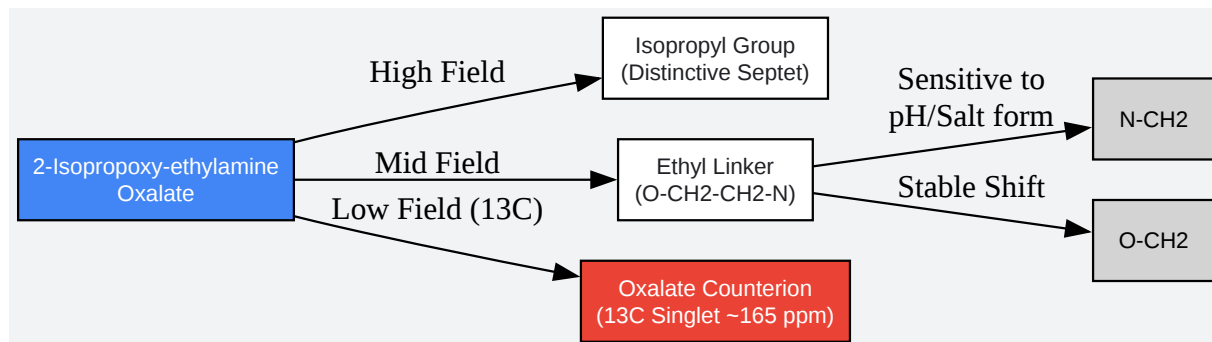 2-Isopropoxy-ethylamine
Oxalate
High Field
Mid Field
Low Field (13C)
Isopropyl Group
(Distinctive Septet)
Ethyl Linker
(O-CH2-CH2-N)
Oxalate Counterion
(13C Singlet ~165 ppm)
Sensitive to
pH/Salt form
Stable Shift
N-CH2
O-CH2